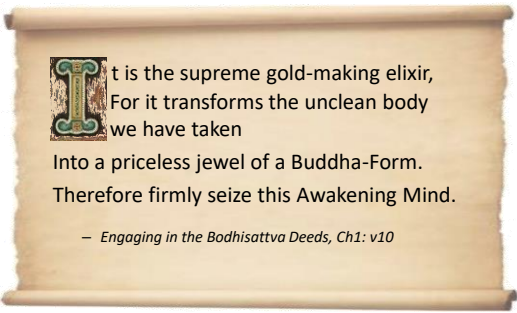 It is the supreme gold-making elixir,
For it transforms the unclean body
we have taken
Into a priceless jewel of a Buddha-Form.
Therefore firmly seize this Awakening Mind.
– Engaging in the Bodhisattva Deeds, Ch1: v10